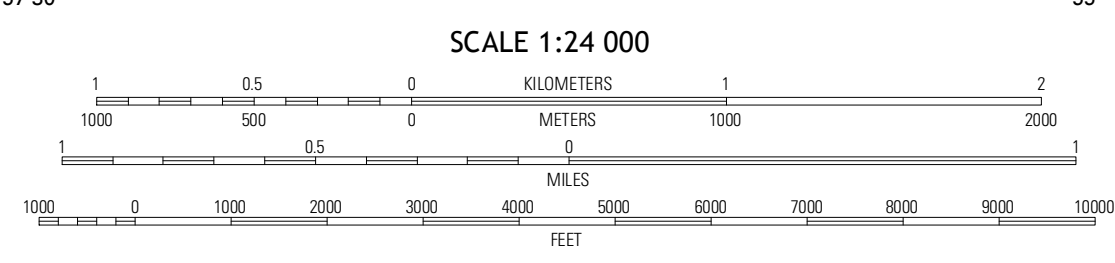 SCALE 1:24 000
1 0.5 0 KILOMETERS 1 2
1000 500 0 METERS 1000 2000
1 0.5 0 1
MILES
1000 0 1000 2000 3000 4000 5000 6000 7000 8000 9000 10000
FEET